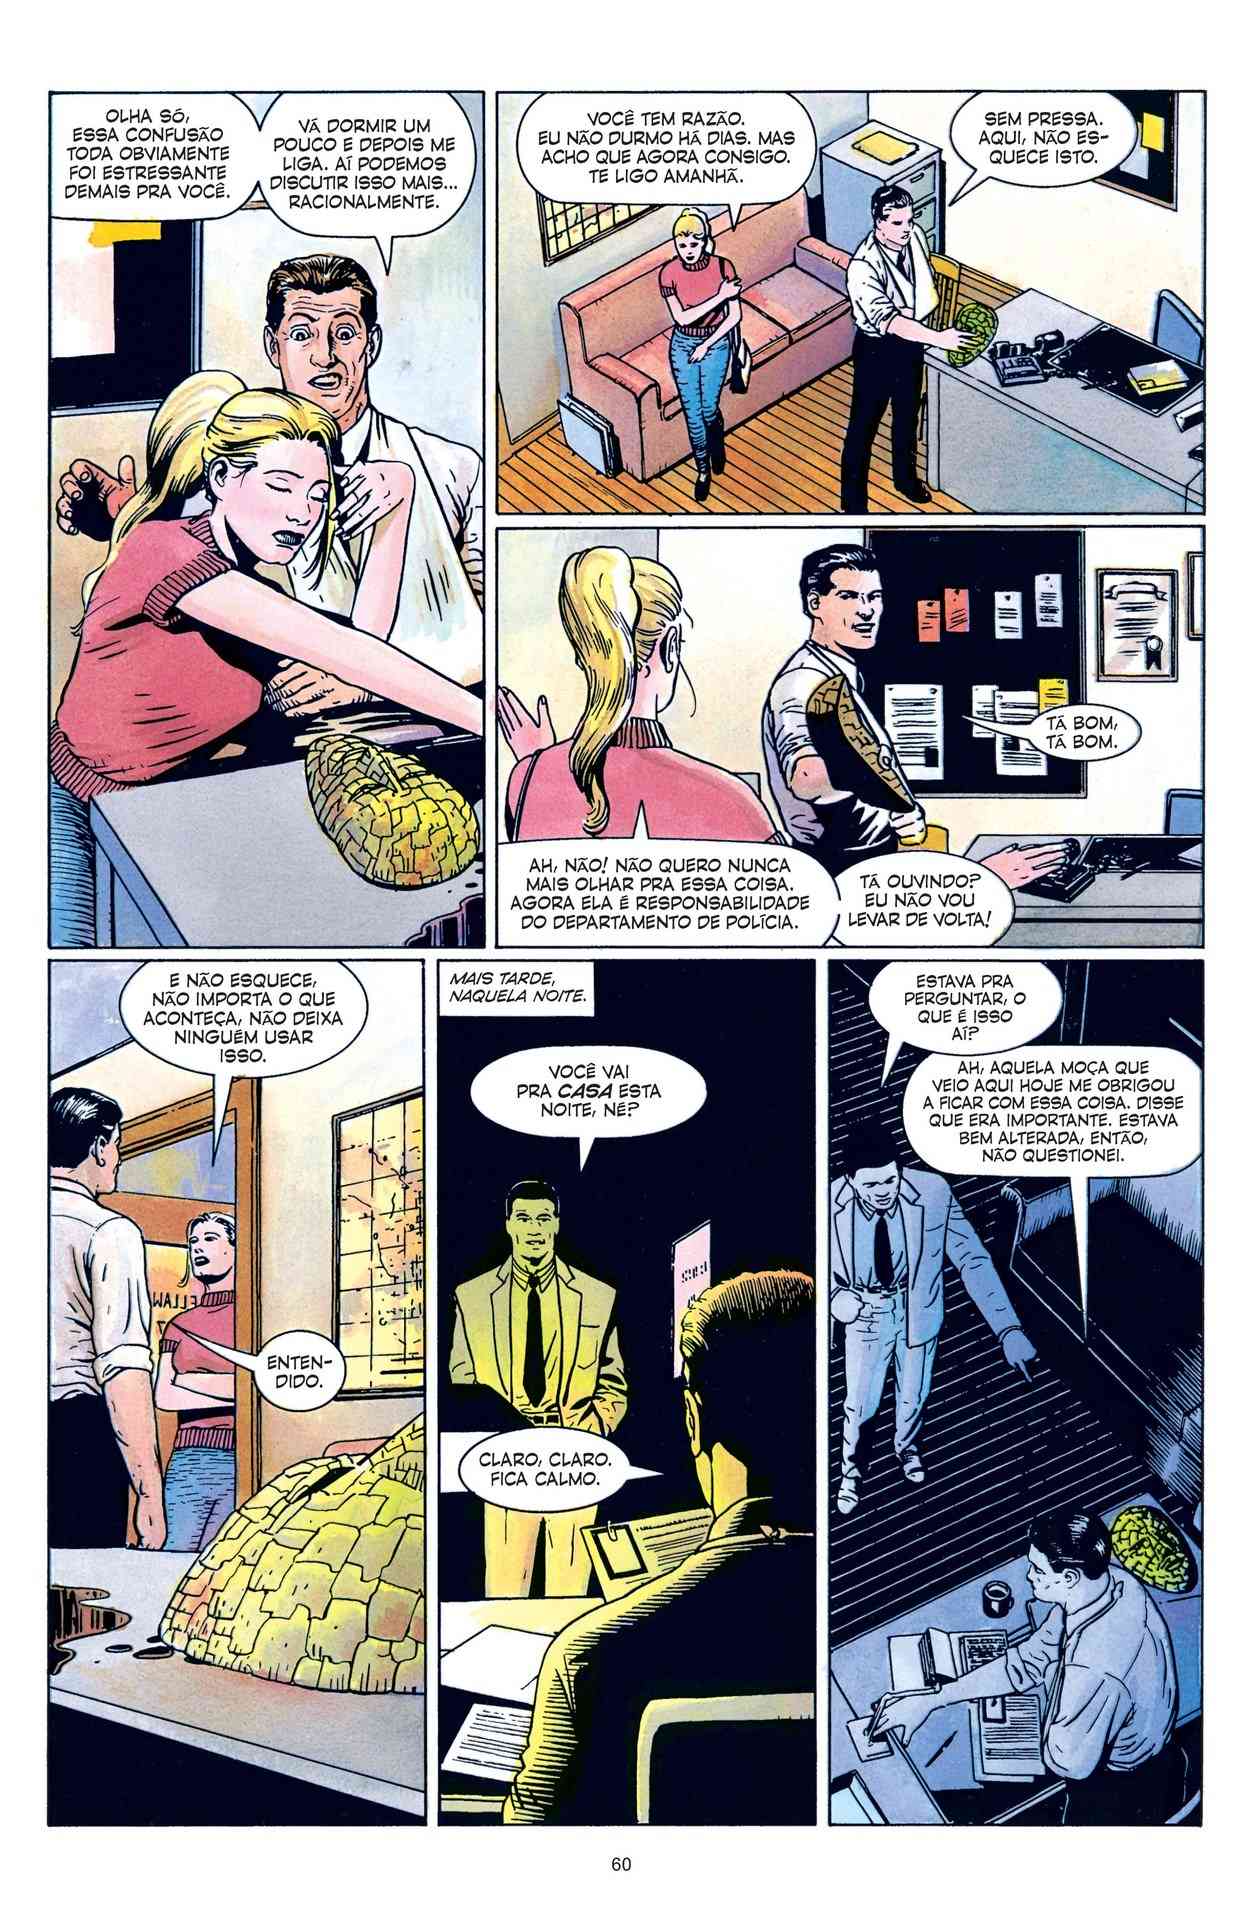 OLHA SÓ,
ESSA CONFUSÃO
TODA OBVIAMENTE
FOI ESTRESSANTE
DEMAIS PRA VOCÊ.
VÁ DORMIR UM
POUCO E DEPOIS ME
LIGA. AÍ PODEMOS
DISCUTIR ISSO MAIS...
RACIONALMENTE.
VOCÊ TEM RAZÃO.
EU NÃO DURMO HÁ DIAS. MAS
ACHO QUE AGORA CONSIGO.
TE LIGO AMANHÃ.
SEM PRESSA.
AQUI, NÃO ES-
QUECE ISTO.
AH, NÃO! NÃO QUERO NUNCA
MAIS OLHAR PRA ESSA COISA.
AGORA ELA É RESPONSABILIDADE
DO DEPARTAMENTO DE POLÍCIA.
TÁ OUVINDO?
EU NÃO VOU
LEVAR DE VOLTA!
TÁ BOM,
TÁ BOM.
E NÃO ESQUECE,
NÃO IMPORTA O QUE
ACONTEÇA, NÃO DEIXA
NINGUÉM USAR
ISSO.
ENTEN-
DIDO.
MAIS TARDE,
NAQUELA NOITE.
VOCÊ VAI
PRA CASA ESTA
NOITE, NÉ?
CLARO, CLARO.
FICA CALMO.
ESTAVA PRA
PERGUNTAR, O
QUE É ISSO
AÍ?
AH, AQUELA MOÇA QUE
VEIO AQUI HOJE ME OBRIGOU
A FICAR COM ESSA COISA. DISSE
QUE ERA IMPORTANTE. ESTAVA
BEM ALTERADA, ENTÃO,
NÃO QUESTIONEI.
60